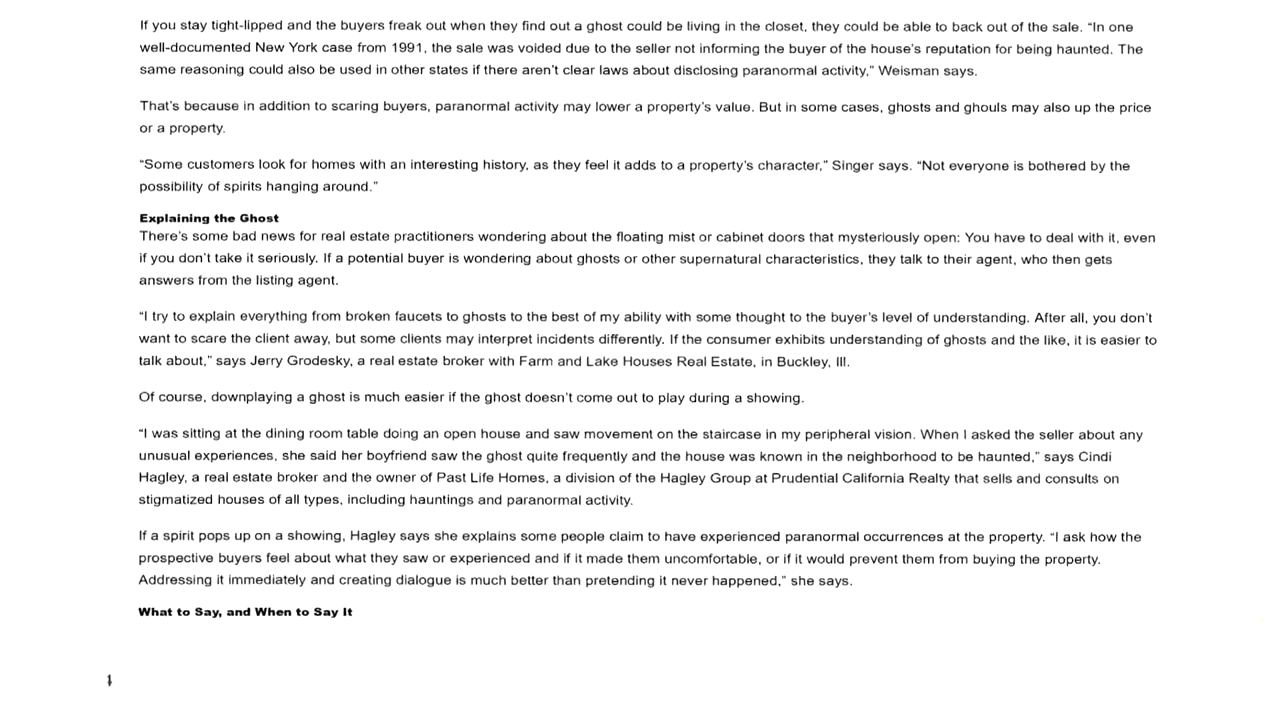 If you stay tight-lipped and the buyers freak out when they find out a ghost could be living in the closet, they could be able to back out of the sale. “In one
well-documented New York case from 1991, the sale was voided due to the seller not informing the buyer of the house’s reputation for being haunted. The
same reasoning could also be used in other states if there aren’t clear laws about disclosing paranormal activity,” Weisman says.
That’s because in addition to scaring buyers, paranormal activity may lower a property’s value. But in some cases, ghosts and ghouls may also up the price
or a property.
“Some customers look for homes with an interesting history, as they feel it adds to a property’s character,” Singer says. “Not everyone is bothered by the
possibility of spirits hanging around.”
Explaining the Ghost
There’s some bad news for real estate practitioners wondering about the floating mist or cabinet doors that mysteriously open: You have to deal with it, even
if you don’t take it seriously. If a potential buyer is wondering about ghosts or other supernatural characteristics, they talk to their agent, who then gets
answers from the listing agent.
“I try to explain everything from broken faucets to ghosts to the best of my ability with some thought to the buyer’s level of understanding. After all, you don’t
want to scare the client away, but some clients may interpret incidents differently. If the consumer exhibits understanding of ghosts and the like, it is easier to
talk about,” says Jerry Grodesky, a real estate broker with Farm and Lake Houses Real Estate, in Buckley, Ill.
Of course, downplaying a ghost is much easier if the ghost doesn’t come out to play during a showing.
“I was sitting at the dining room table doing an open house and saw movement on the staircase in my peripheral vision. When I asked the seller about any
unusual experiences, she said her boyfriend saw the ghost quite frequently and the house was known in the neighborhood to be haunted,” says Cindi
Hagley, a real estate broker and the owner of Past Life Homes, a division of the Hagley Group at Prudential California Realty that sells and consults on
stigmatized houses of all types, including hauntings and paranormal activity.
If a spirit pops up on a showing, Hagley says she explains some people claim to have experienced paranormal occurrences at the property. “I ask how the
prospective buyers feel about what they saw or experienced and if it made them uncomfortable, or if it would prevent them from buying the property.
Addressing it immediately and creating dialogue is much better than pretending it never happened,” she says.
What to Say, and When to Say It